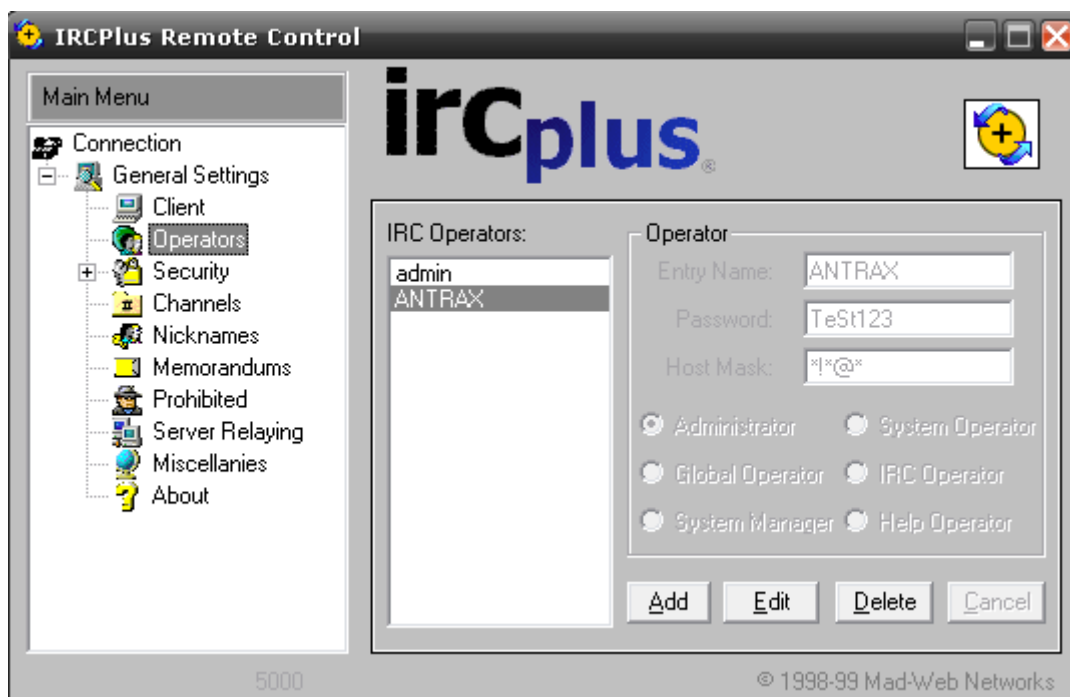 IRCPlus Remote Control
Main Menu
Connection
General Settings
Client
Operators
Security
Channels
Nicknames
Memorandums
Prohibited
Server Relaying
Miscellanies
About
ircplus®
IRC Operators:
admin
ANTRAX
Operator
Entry Name: ANTRAX
Password: TeSt123
Host Mask: *!*@*
Administrator System Operator
Global Operator IRC Operator
System Manager Help Operator
Add Edit Delete Cancel
5000 © 1998-99 Mad-Web Networks